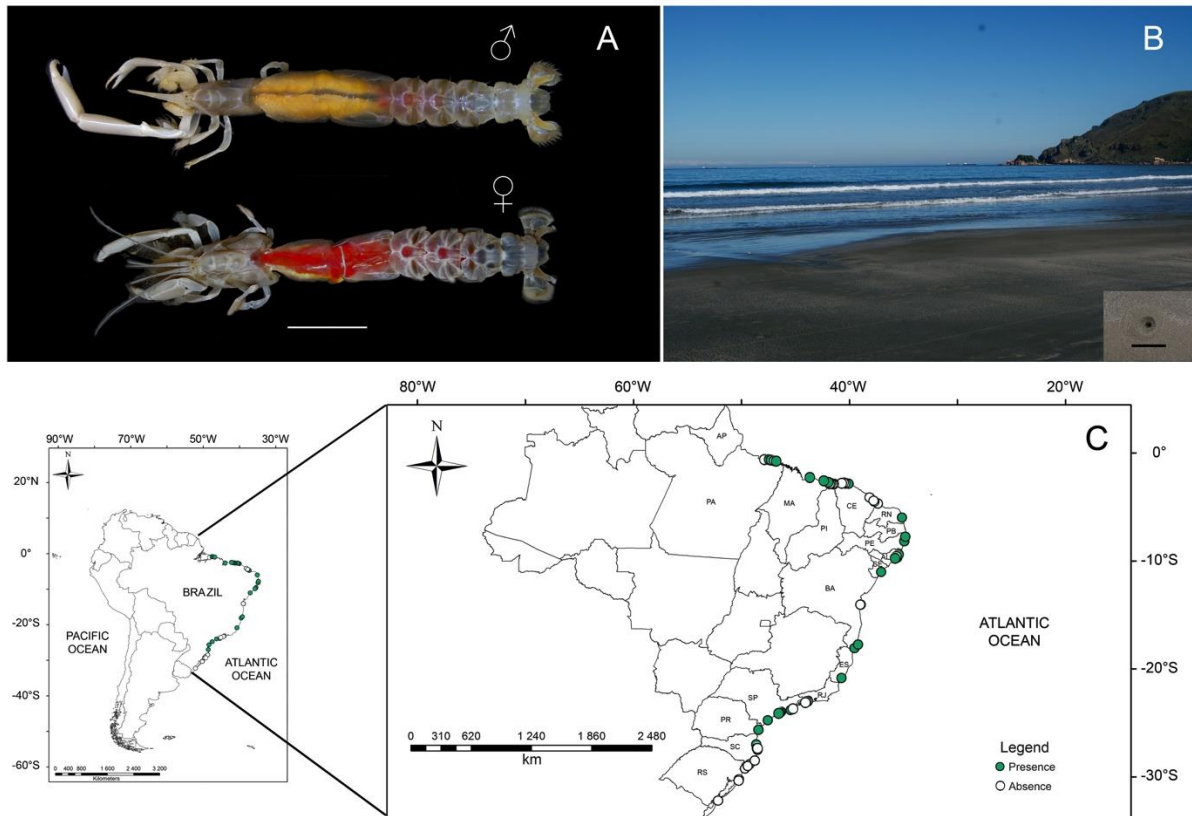 ♂ A
♀
B
90°W 70°W 50°W 30°W
N
20°N
0°
20°S
40°S
60°S
BRAZIL
PACIFIC
OCEAN
ATLANTIC
OCEAN
0 400 800 1 600 2 400 3 200
Kilometers
80°W 60°W 40°W 20°W
C
N
0°
10°S
20°S
30°S
AP
PA
MA
CE
RN
PB
PI
PE
BA
ES
SP
RJ
PR
SC
RS
ATLANTIC
OCEAN
0 310 620 1 240 1 860 2 480
km
Legend
Presence
Absence